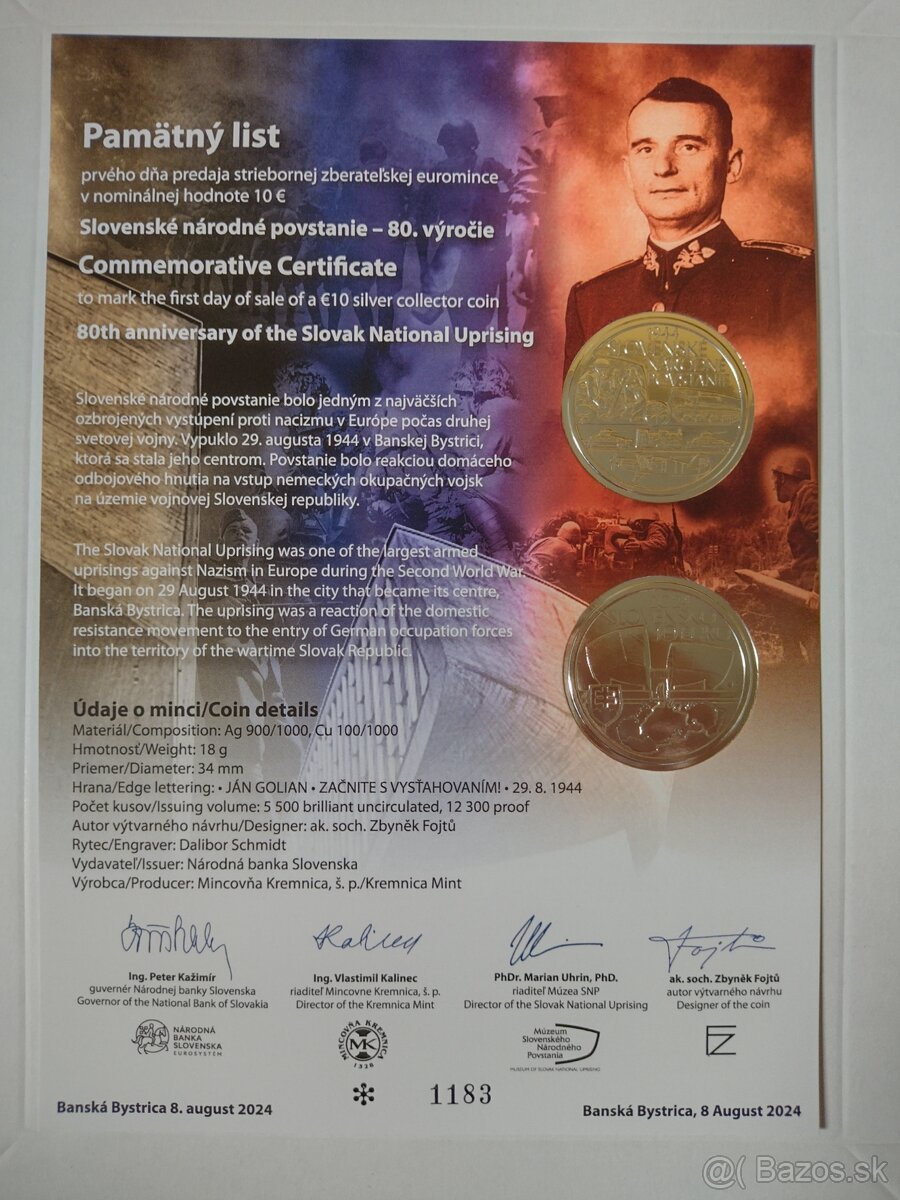 Pamätný list
prvého dňa predaja striebornej zberateľskej euromince
v nominálnej hodnote 10 €
Slovenské národné povstanie – 80. výročie
Commemorative Certificate
to mark the first day of sale of a €10 silver collector coin
80th anniversary of the Slovak National Uprising
SLOVENSKÉ
NÁRODNÉ
POVSTANIE
Slovenské národné povstanie bolo jedným z najväčších
ozbrojených vystúpení proti nacizmu v Európe počas druhej
svetovej vojny. Vypuklo 29. augusta 1944 v Banskej Bystrici,
ktorá sa stala jeho centrom. Povstanie bolo reakciou domáceho
odbojového hnutia na vstup nemeckých okupačných vojsk
na územie vojnovej Slovenskej republiky.
The Slovak National Uprising was one of the largest armed
uprisings against Nazism in Europe during the Second World War.
It began on 29 August 1944 in the city that became its centre,
Banská Bystrica. The uprising was a reaction of the domestic
resistance movement to the entry of German occupation forces
into the territory of the wartime Slovak Republic.
Údaje o minci/Coin details
Materiál/Composition: Ag 900/1000, Cu 100/1000
Hmotnosť/Weight: 18 g
Priemer/Diameter: 34 mm
Hrana/Edge lettering: • JÁN GOLIAN • ZAČNITE S VYSŤAHOVANÍM! • 29. 8. 1944
Počet kusov/Issuing volume: 5 500 brilliant uncirculated, 12 300 proof
Autor výtvarného návrhu/Designer: ak. soch. Zbyněk Fojtů
Rytec/Engraver: Dalibor Schmidt
Vydavateľ/Issuer: Národná banka Slovenska
Výrobca/Producer: Mincovňa Kremnica, š. p./Kremnica Mint
Ing. Peter Kažimír
guvernér Národnej banky Slovenska
Governor of the National Bank of Slovakia
NÁRODNÁ
BANKA
SLOVENSKA
EUROSYSTÉM
Ing. Vlastimil Kalinec
riaditeľ Mincovne Kremnica, š. p.
Director of the Kremnica Mint
MINCOVŇA KREMNICA
MK
1328
PhDr. Marian Uhrin, PhD.
riaditeľ Múzea SNP
Director of the Slovak National Uprising
Múzeum
Slovenského
Národného
Povstania
MUSEUM OF SLOVAK NATIONAL UPRISING
ak. soch. Zbyněk Fojtů
autor výtvarného návrhu
Designer of the coin
1183
Banská Bystrica 8. august 2024
Banská Bystrica, 8 August 2024
@( Bazos.sk